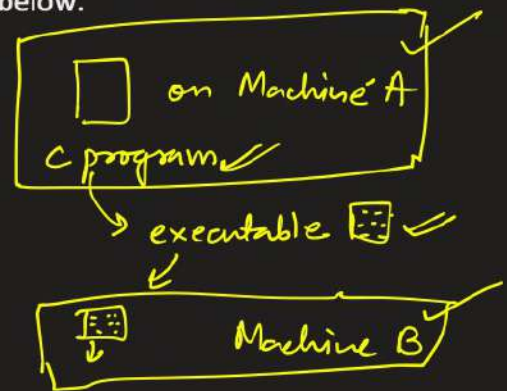 below.
on Machine A
C program
executable
Machine B